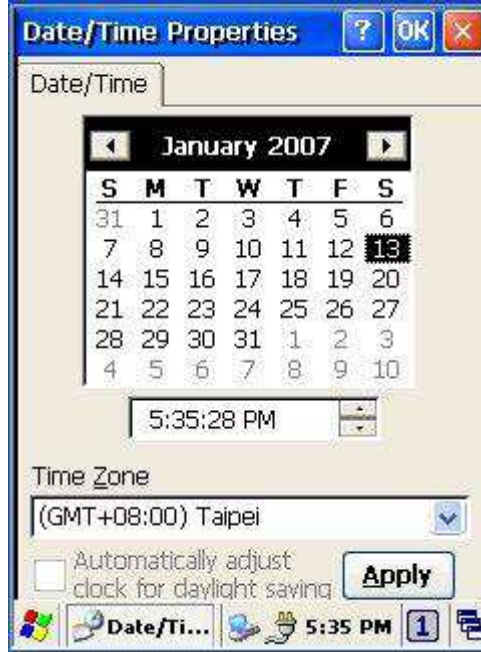 Date/Time Properties ? OK ×
Date/Time
January 2007
S M T W T F S
31 1 2 3 4 5 6
7 8 9 10 11 12 13
14 15 16 17 18 19 20
21 22 23 24 25 26 27
28 29 30 31 1 2 3
4 5 6 7 8 9 10
5:35:28 PM
Time Zone
(GMT+08:00) Taipei
Automatically adjust
clock for daylight saving
Apply
Date/Ti... 5:35 PM 1